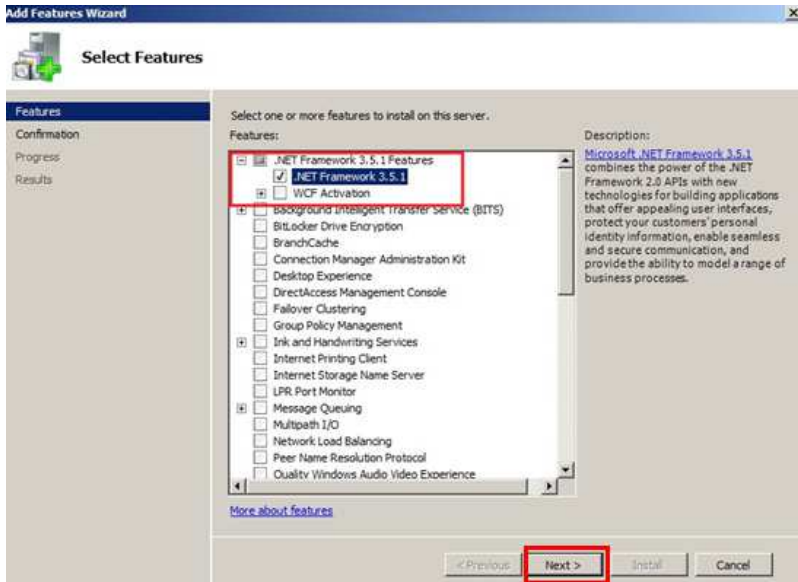 Add Features Wizard
Select Features
Features
Confirmation
Progress
Results
Select one or more features to install on this server.
Features:
.NET Framework 3.5.1 Features
.NET Framework 3.5.1
WCF Activation
Background Intelligent Transfer Service (BITS)
BitLocker Drive Encryption
BranchCache
Connection Manager Administration Kit
Desktop Experience
DirectAccess Management Console
Failover Clustering
Group Policy Management
Ink and Handwriting Services
Internet Printing Client
Internet Storage Name Server
LPR Port Monitor
Message Queuing
Multipath I/O
Network Load Balancing
Peer Name Resolution Protocol
Quality Windows Audio Video Experience
More about features
Description:
Microsoft .NET Framework 3.5.1
combines the power of the .NET
Framework 2.0 APIs with new
technologies for building applications
that offer appealing user interfaces,
protect your customers' personal
identity information, enable seamless
and secure communication, and
provide the ability to model a range of
business processes.
< Previous
Next >
Install
Cancel